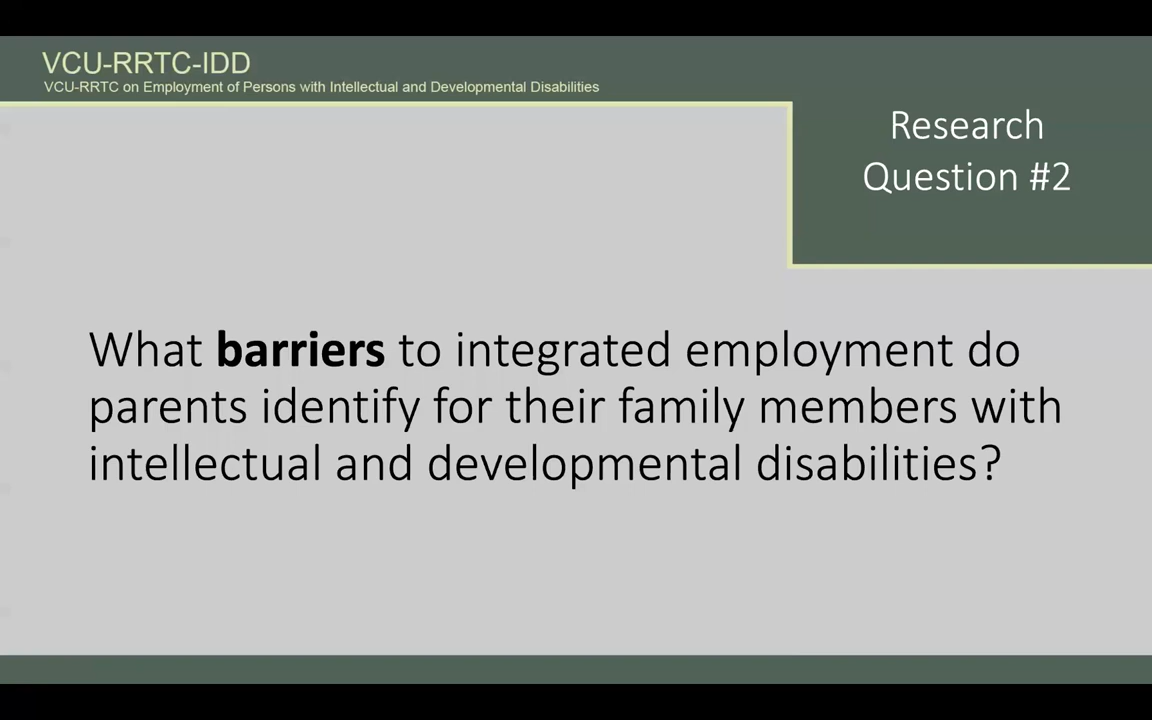 VCU-RRTC-IDD
VCU-RRTC on Employment of Persons with Intellectual and Developmental Disabilities
Research
Question #2
What barriers to integrated employment do
parents identify for their family members with
intellectual and developmental disabilities?